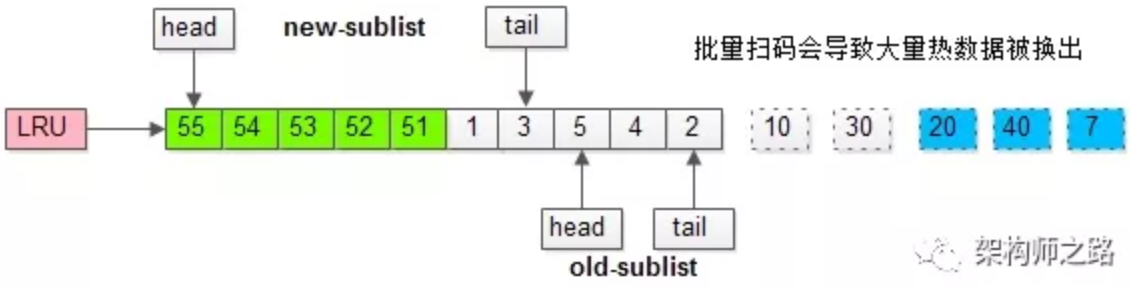 head new-sublist tail
批量扫码会导致大量热数据被换出
LRU 55 54 53 52 51 1 3 5 4 2 10 30 20 40 7
head tail
old-sublist
架构师之路